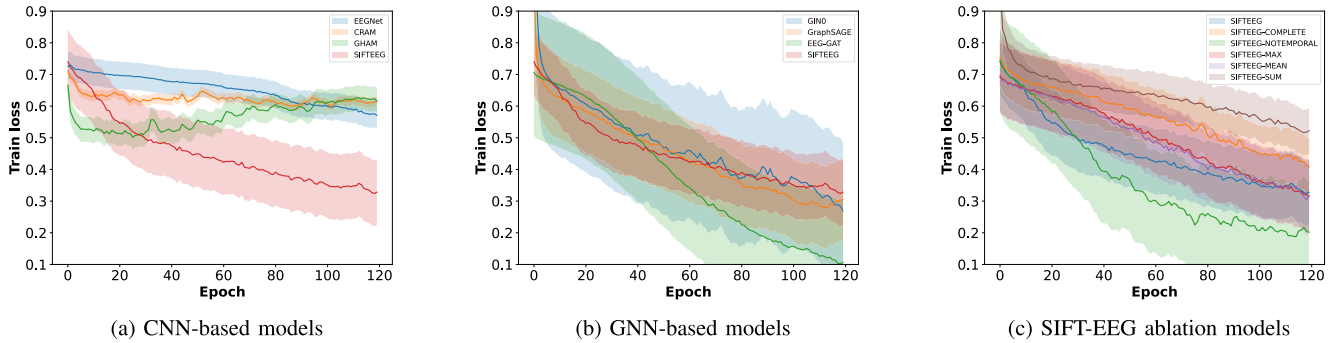 0.9
0.8
0.7
0.6
0.5
0.4
0.3
0.2
0.1
Train loss
0 20 40 60 80 100 120
Epoch
EEGNet
CRAM
GHAM
SIFTEEG
(a) CNN-based models
0.9
0.8
0.7
0.6
0.5
0.4
0.3
0.2
0.1
Train loss
0 20 40 60 80 100 120
Epoch
GIN0
GraphSAGE
EEG-GAT
SIFTEEG
(b) GNN-based models
0.9
0.8
0.7
0.6
0.5
0.4
0.3
0.2
0.1
Train loss
0 20 40 60 80 100 120
Epoch
SIFTEEG
SIFTEEG-COMPLETE
SIFTEEG-NOTEMPORAL
SIFTEEG-MAX
SIFTEEG-MEAN
SIFTEEG-SUM
(c) SIFT-EEG ablation models